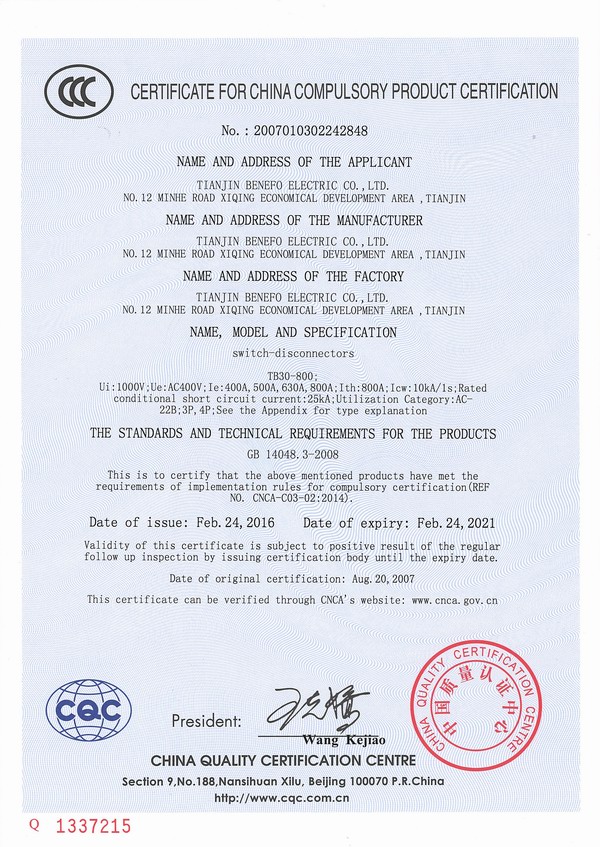 CCC
CERTIFICATE FOR CHINA COMPULSORY PRODUCT CERTIFICATION
No. : 2007010302242848
NAME AND ADDRESS OF THE APPLICANT
TIANJIN BENEFO ELECTRIC CO.,LTD.
NO.12 MINHE ROAD XIQING ECONOMICAL DEVELOPMENT AREA ,TIANJIN
NAME AND ADDRESS OF THE MANUFACTURER
TIANJIN BENEFO ELECTRIC CO.,LTD.
NO.12 MINHE ROAD XIQING ECONOMICAL DEVELOPMENT AREA ,TIANJIN
NAME AND ADDRESS OF THE FACTORY
TIANJIN BENEFO ELECTRIC CO.,LTD.
NO.12 MINHE ROAD XIQING ECONOMICAL DEVELOPMENT AREA ,TIANJIN
NAME, MODEL AND SPECIFICATION
switch-disconnectors
TB30-800;
Ui:1000V;Ue:AC400V;Ie:400A,500A,630A,800A;Ith:800A;Icw:10kA/1s;Rated
conditional short circuit current:25kA;Utilization Category:AC-
22B;3P,4P;See the Appendix for type explanation
THE STANDARDS AND TECHNICAL REQUIREMENTS FOR THE PRODUCTS
GB 14048.3-2008
This is to certify that the above mentioned products have met the
requirements of implementation rules for compulsory certification(REF
NO. CNCA-C03-02:2014).
Date of issue: Feb.24,2016 Date of expiry: Feb.24,2021
Validity of this certificate is subject to positive result of the regular
follow up inspection by issuing certification body until the expiry date.
Date of original certification: Aug.20,2007
This certificate can be verified through CNCA's website: www.cnca.gov.cn
CQC
President:
王克娇
Wang Kejiao
CHINA QUALITY CERTIFICATION CENTRE
中国质量认证中心
CHINA QUALITY CERTIFICATION CENTRE
Section 9,No.188,Nansihuan Xilu, Beijing 100070 P.R.China
http://www.cqc.com.cn
Q 1337215